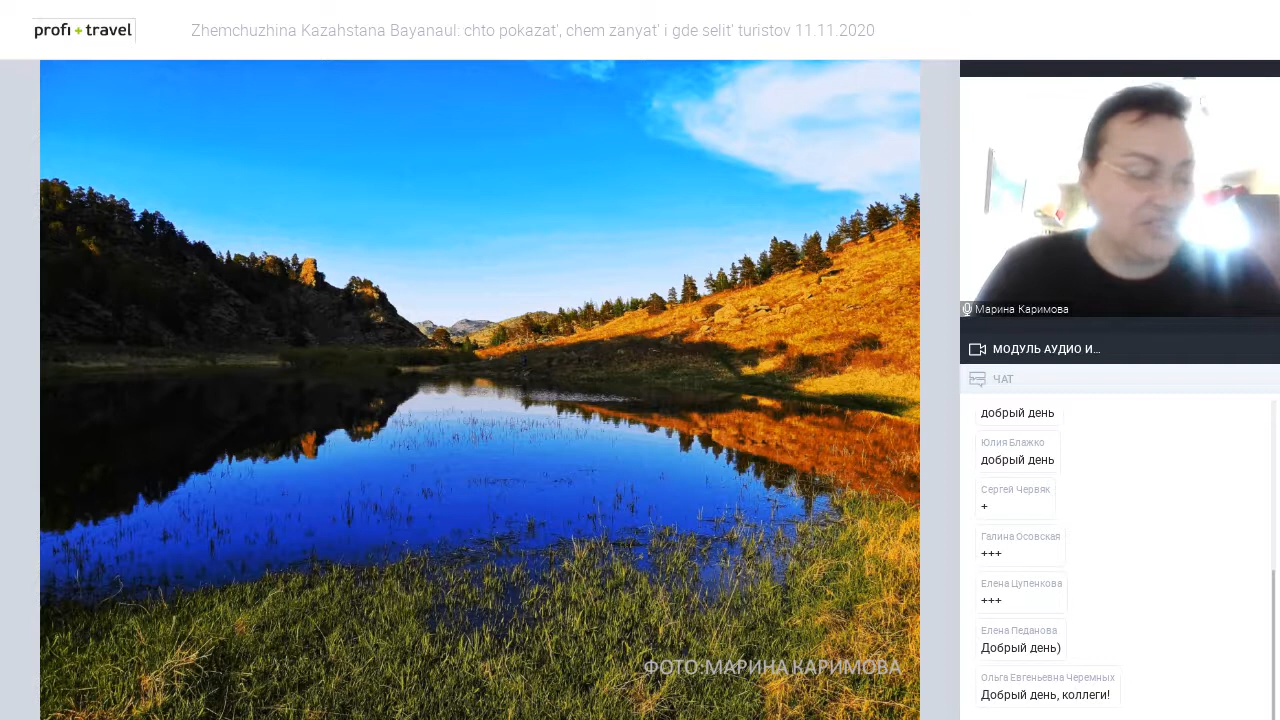 profi + travel
Zhemchuzhina Kazahstana Bayanaul: chto pokazat', chem zanyat' i gde selit' turistov 11.11.2020
ФОТО:МАРИНА КАРИМОВА
Марина Каримова
МОДУЛЬ АУДИО И...
ЧАТ
добрый день
Юлия Блажко
добрый день
Сергей Червяк
+
Галина Осовская
+++
Елена Цупенкова
+++
Елена Педанова
Добрый день)
Ольга Евгеньевна Черемных
Добрый день, коллеги!